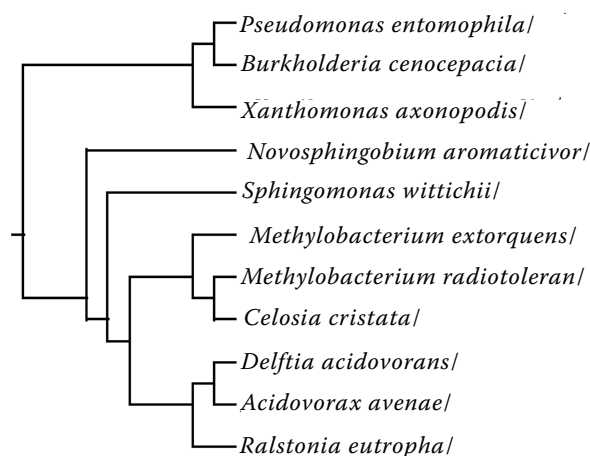 Pseudomonas entomophila/
Burkholderia cenocepacia/
Xanthomonas axonopodis/
Novosphingobium aromaticivor/
Sphingomonas wittichii/
Methylobacterium extorquens/
Methylobacterium radiotoleran/
Celosia cristata/
Delftia acidovorans/
Acidovorax avenae/
Ralstonia eutropha/